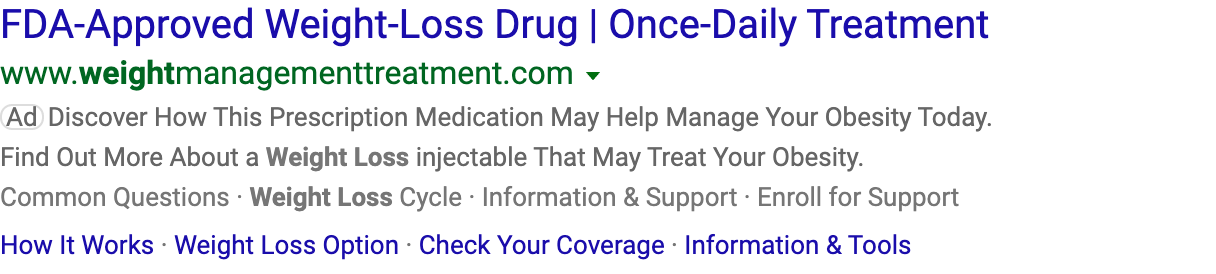 FDA-Approved Weight-Loss Drug | Once-Daily Treatment
www.weightmanagementtreatment.com
Ad Discover How This Prescription Medication May Help Manage Your Obesity Today.
Find Out More About a Weight Loss injectable That May Treat Your Obesity.
Common Questions · Weight Loss Cycle · Information & Support · Enroll for Support
How It Works · Weight Loss Option · Check Your Coverage · Information & Tools